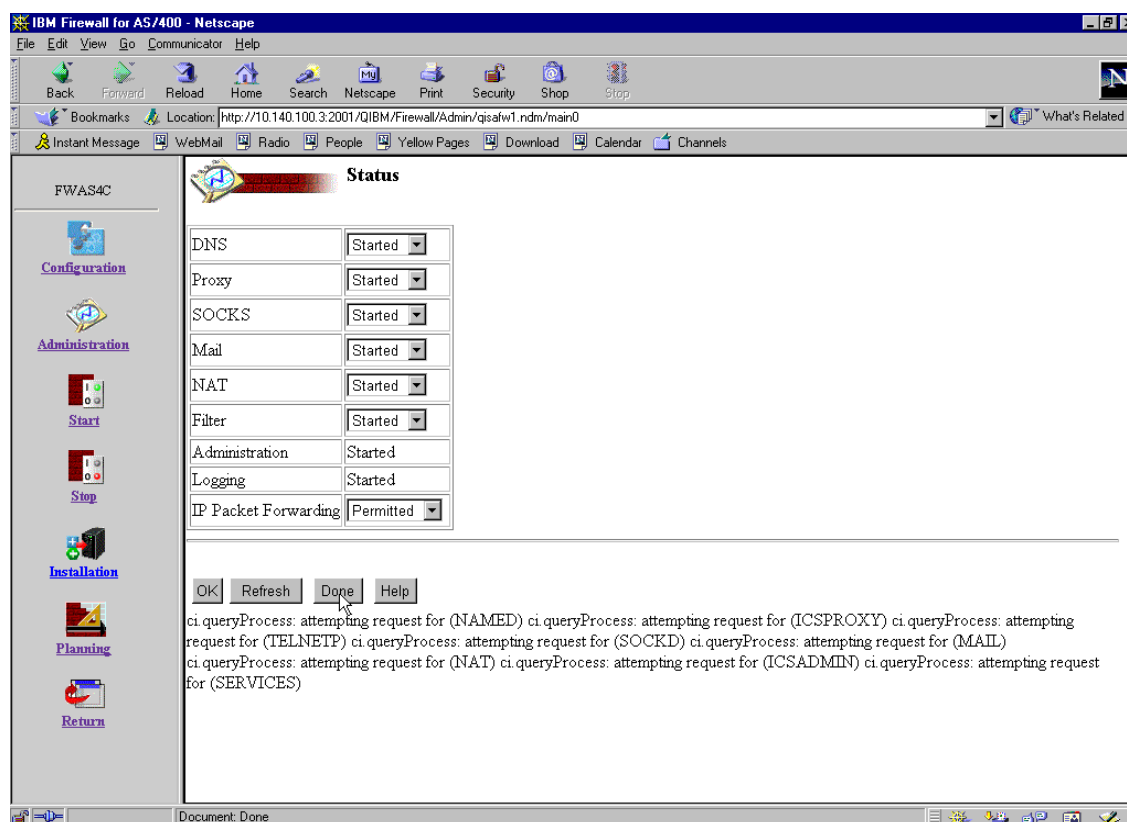 IBM Firewall for AS/400 - Netscape
File Edit View Go Communicator Help
Back Forward Reload Home Search Netscape Print Security Shop Stop
My
N
Bookmarks Location: http://10.140.100.3:2001/QIBM/Firewall/Admin/qisafw1.ndm/main0 What's Related
Instant Message WebMail Radio People Yellow Pages Download Calendar Channels
FWAS4C
Configuration
Administration
Start
Stop
Installation
Planning
Return
Status
DNS Started
Proxy Started
SOCKS Started
Mail Started
NAT Started
Filter Started
Administration Started
Logging Started
IP Packet Forwarding Permitted
OK Refresh Done Help
ci.queryProcess: attempting request for (NAMED) ci.queryProcess: attempting request for (ICSPROXY) ci.queryProcess: attempting
request for (TELNETP) ci.queryProcess: attempting request for (SOCKD) ci.queryProcess: attempting request for (MAIL)
ci.queryProcess: attempting request for (NAT) ci.queryProcess: attempting request for (ICSADMIN) ci.queryProcess: attempting request
for (SERVICES)
Document: Done